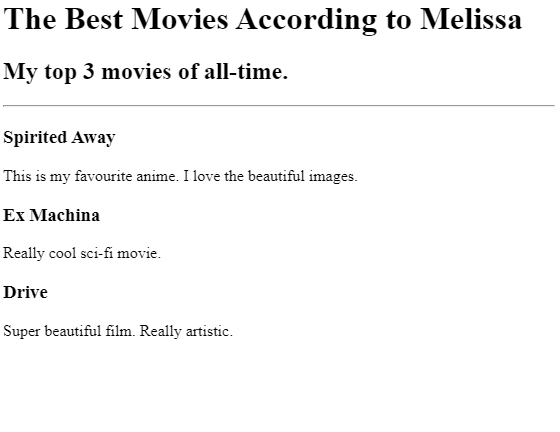 The Best Movies According to Melissa
My top 3 movies of all-time.
Spirited Away
This is my favourite anime. I love the beautiful images.
Ex Machina
Really cool sci-fi movie.
Drive
Super beautiful film. Really artistic.